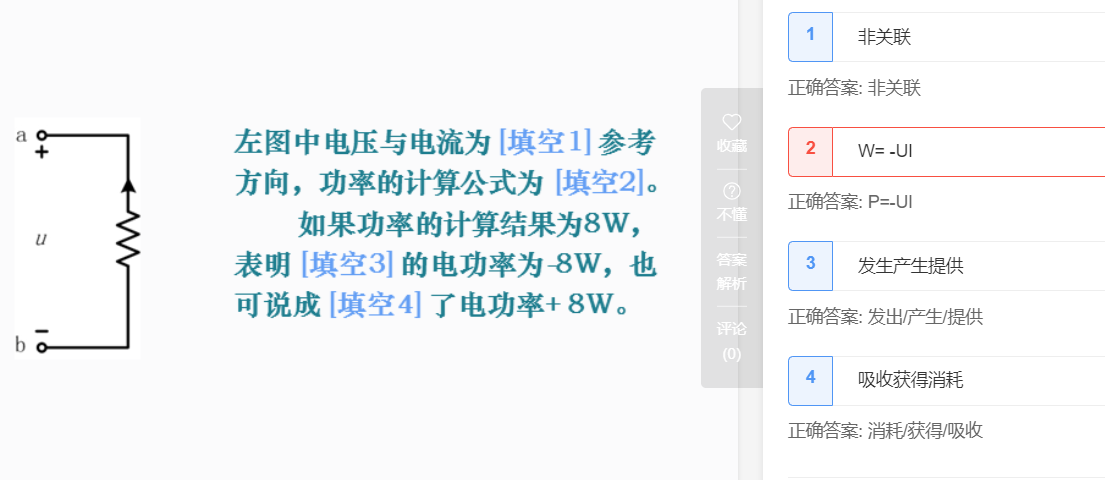 a
+
u
−
b
左图中电压与电流为 [填空1] 参考
方向，功率的计算公式为 [填空2]。
如果功率的计算结果为8W，
表明 [填空3] 的电功率为-8W，也
可说成 [填空4] 了电功率+ 8W。
收藏
?
不懂
答案
解析
评论
(0)
1 非关联
正确答案: 非关联
2 W= -UI
正确答案: P=-UI
3 发生产生提供
正确答案: 发出/产生/提供
4 吸收获得消耗
正确答案: 消耗/获得/吸收